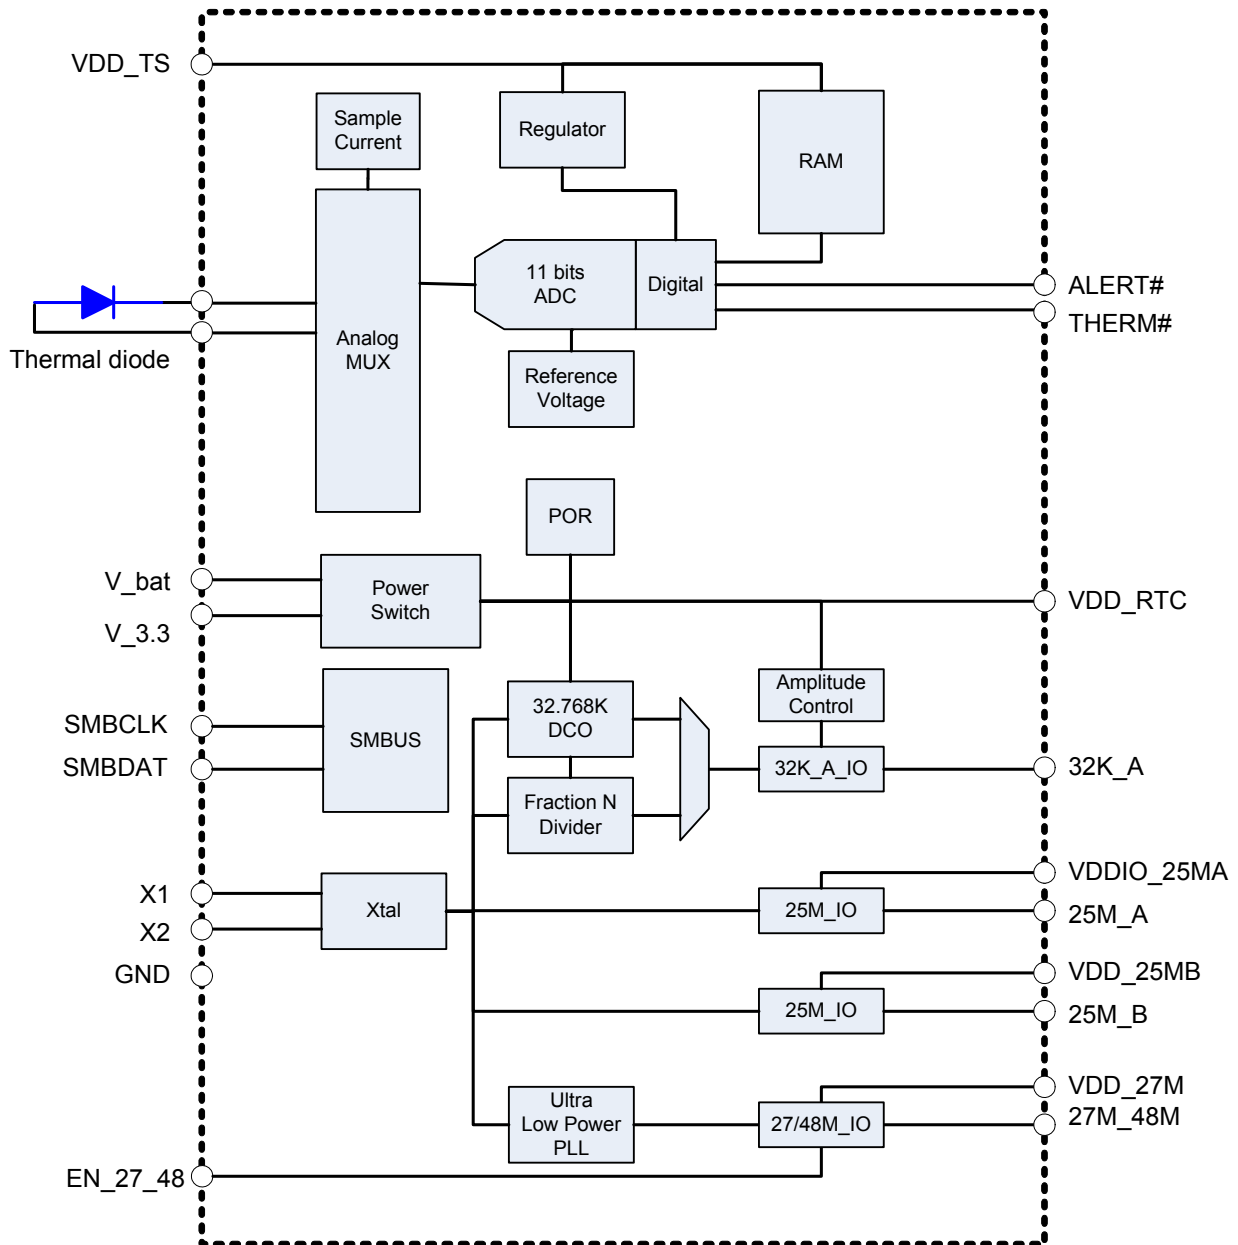 VDD_TS
Sample
Current
Regulator
RAM
11 bits
ADC
Digital
ALERT#
THERM#
Thermal diode
Analog
MUX
Reference
Voltage
POR
V_bat
V_3.3
Power
Switch
VDD_RTC
SMBCLK
SMBDAT
SMBUS
32.768K
DCO
Amplitude
Control
32K_A_IO
32K_A
Fraction N
Divider
X1
X2
GND
Xtal
VDDIO_25MA
25M_IO
25M_A
VDD_25MB
25M_IO
25M_B
Ultra
Low Power
PLL
VDD_27M
27/48M_IO
27M_48M
EN_27_48